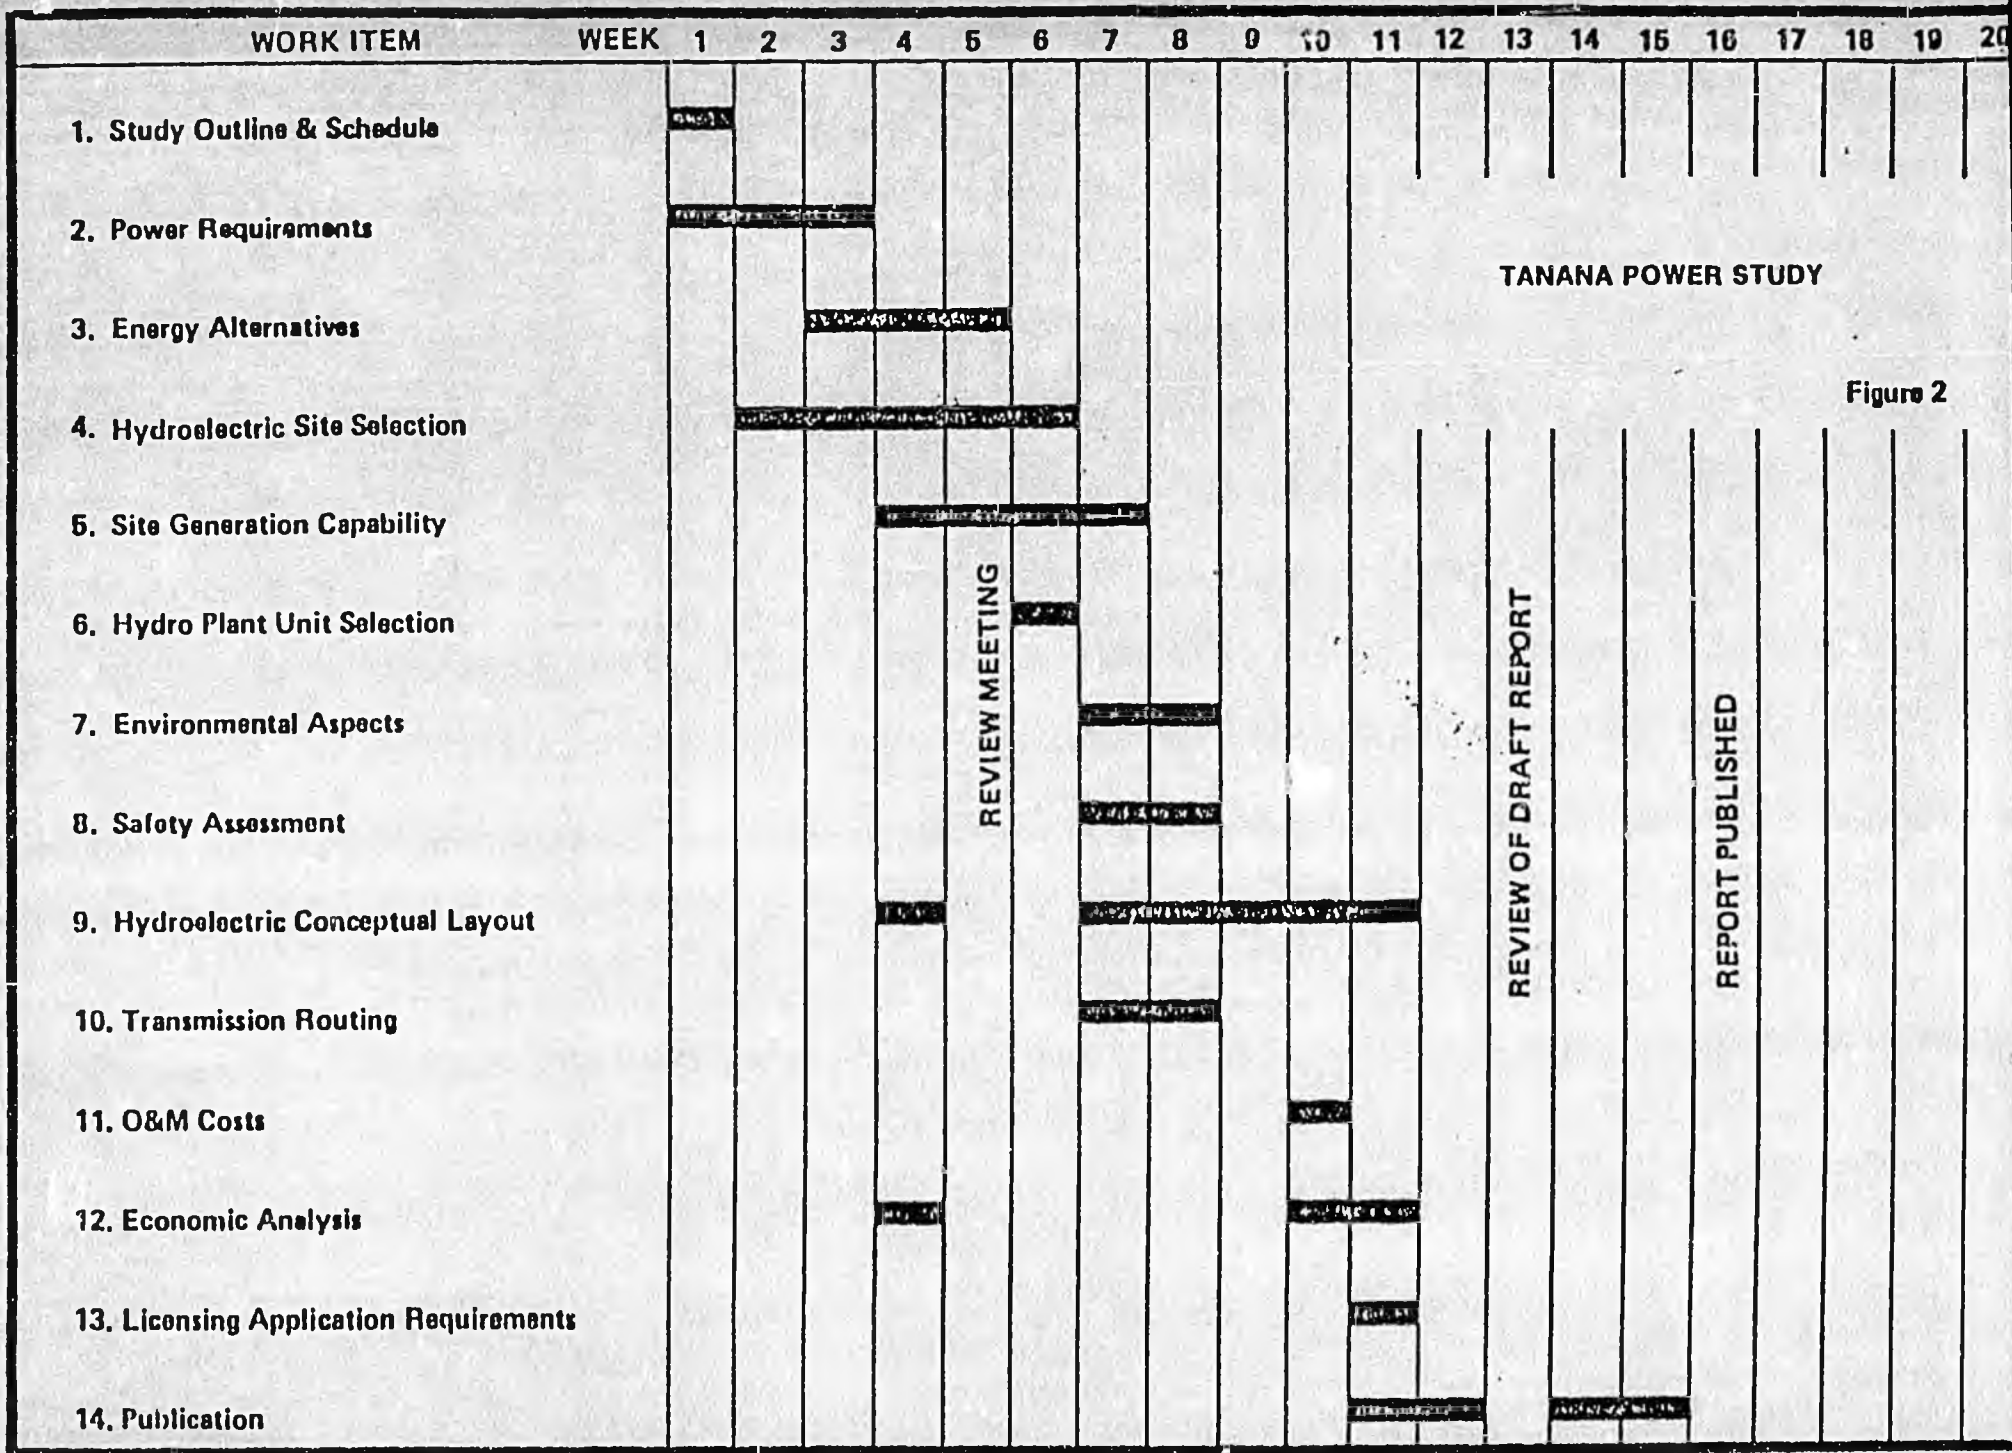 WORK ITEM WEEK 1 2 3 4 5 6 7 8 9 10 11 12 13 14 15 16 17 18 19 20
1. Study Outline & Schedule
2. Power Requirements
TANANA POWER STUDY
3. Energy Alternatives
Figure 2
4. Hydroelectric Site Selection
5. Site Generation Capability
6. Hydro Plant Unit Selection
7. Environmental Aspects
8. Safety Assessment
9. Hydroelectric Conceptual Layout
10. Transmission Routing
11. O&M Costs
12. Economic Analysis
13. Licensing Application Requirements
14. Publication
REVIEW MEETING
REVIEW OF DRAFT REPORT
REPORT PUBLISHED